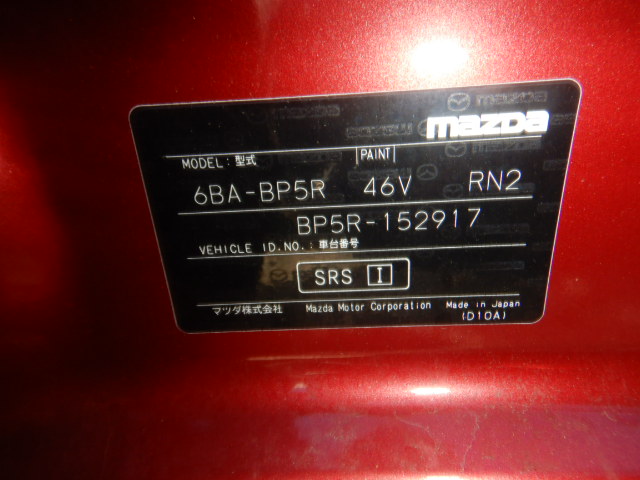 mazda
MODEL: 型式 PAINT
6BA-BP5R 46V RN2
BP5R-152917
VEHICLE ID.NO.: 車台番号
SRS I
マツダ株式会社 Mazda Motor Corporation Made in Japan
(D10A)